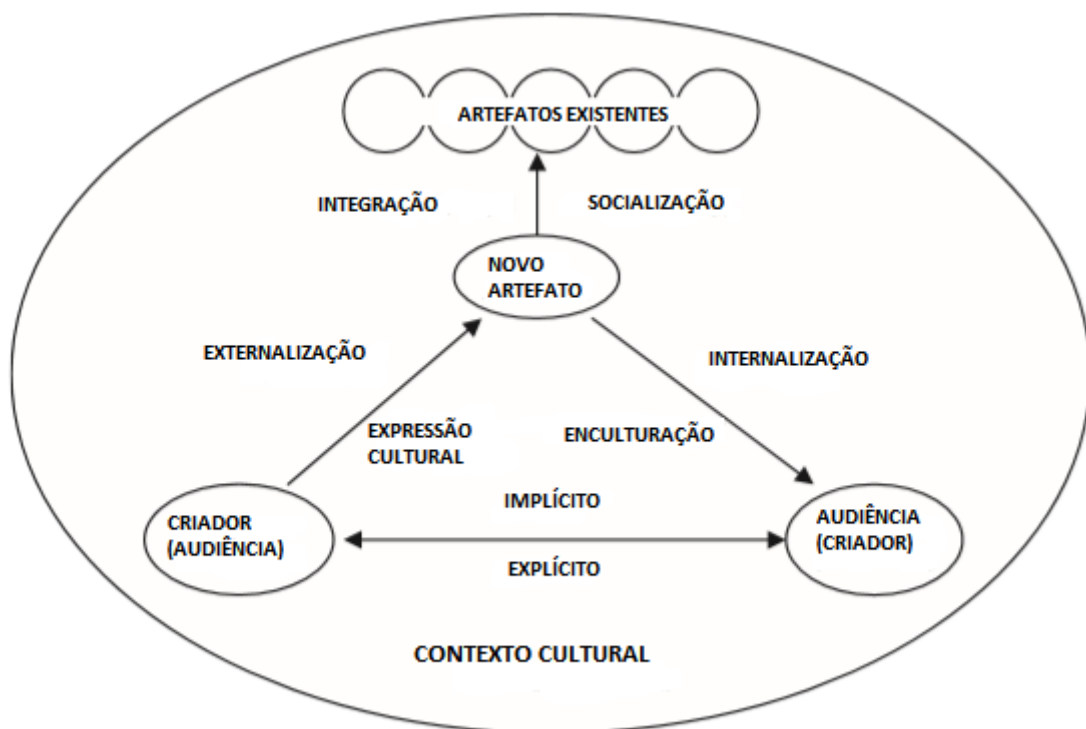 ARTEFATOS EXISTENTES
INTEGRAÇÃO
SOCIALIZAÇÃO
NOVO
ARTEFATO
EXTERNALIZAÇÃO
INTERNALIZAÇÃO
EXPRESSÃO
CULTURAL
ENCULTURAÇÃO
IMPLÍCITO
CRIADOR
(AUDIÊNCIA)
AUDIÊNCIA
(CRIADOR)
EXPLÍCITO
CONTEXTO CULTURAL